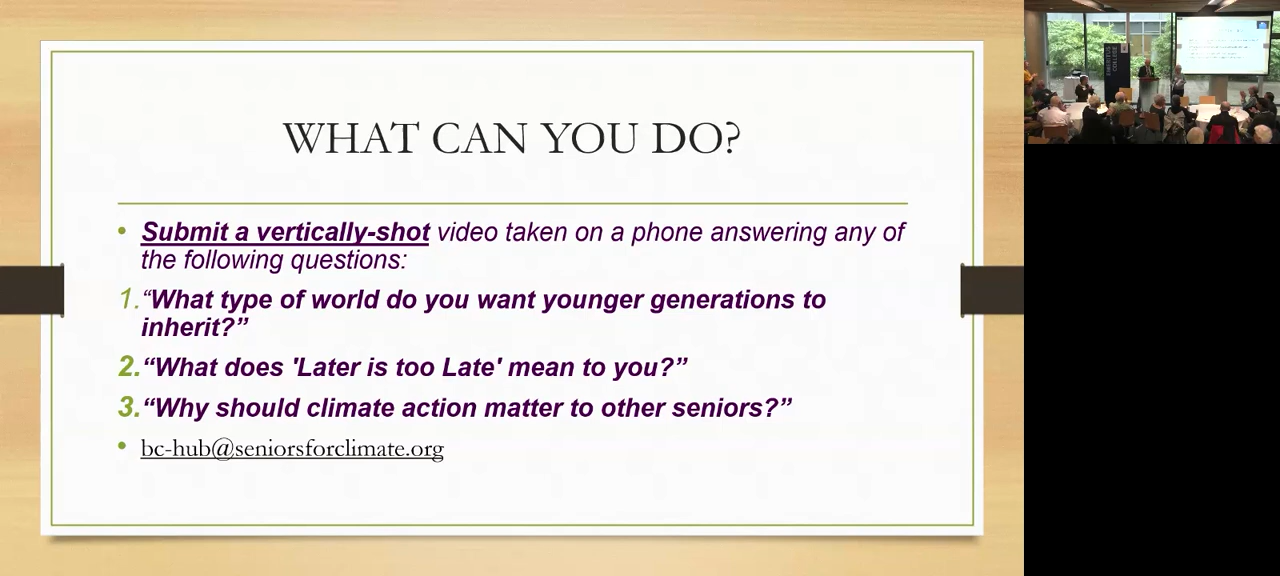 WHAT CAN YOU DO?
• Submit a vertically-shot video taken on a phone answering any of
the following questions:
1.“What type of world do you want younger generations to
inherit?”
2.“What does 'Later is too Late' mean to you?”
3.“Why should climate action matter to other seniors?”
• bc-hub@seniorsforclimate.org
EMERITUS
COLLEGE